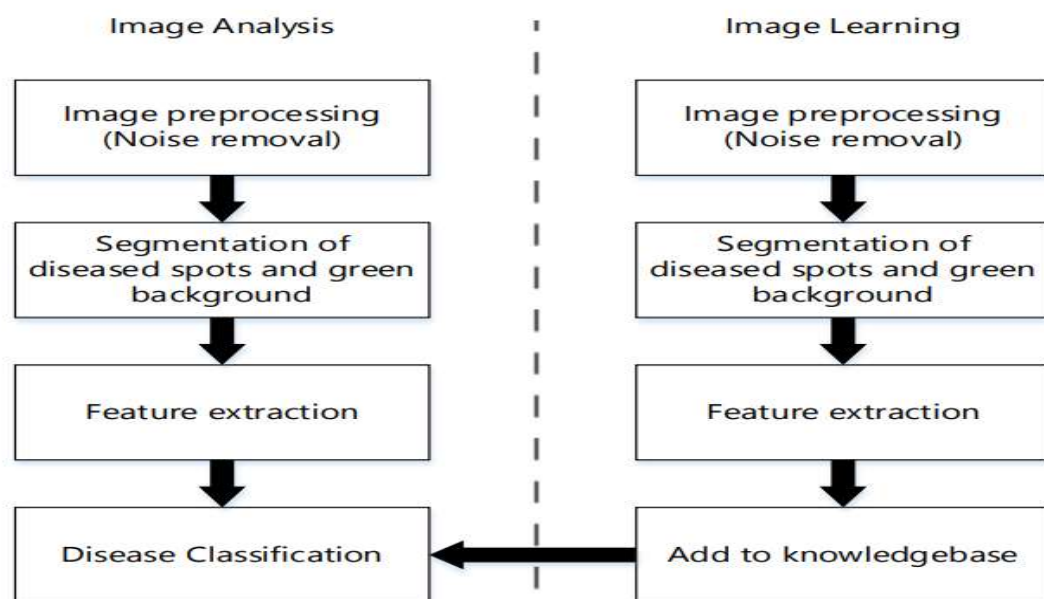 Image Analysis
Image preprocessing
(Noise removal)
Segmentation of
diseased spots and green
background
Feature extraction
Disease Classification
Image Learning
Image preprocessing
(Noise removal)
Segmentation of
diseased spots and green
background
Feature extraction
Add to knowledgebase